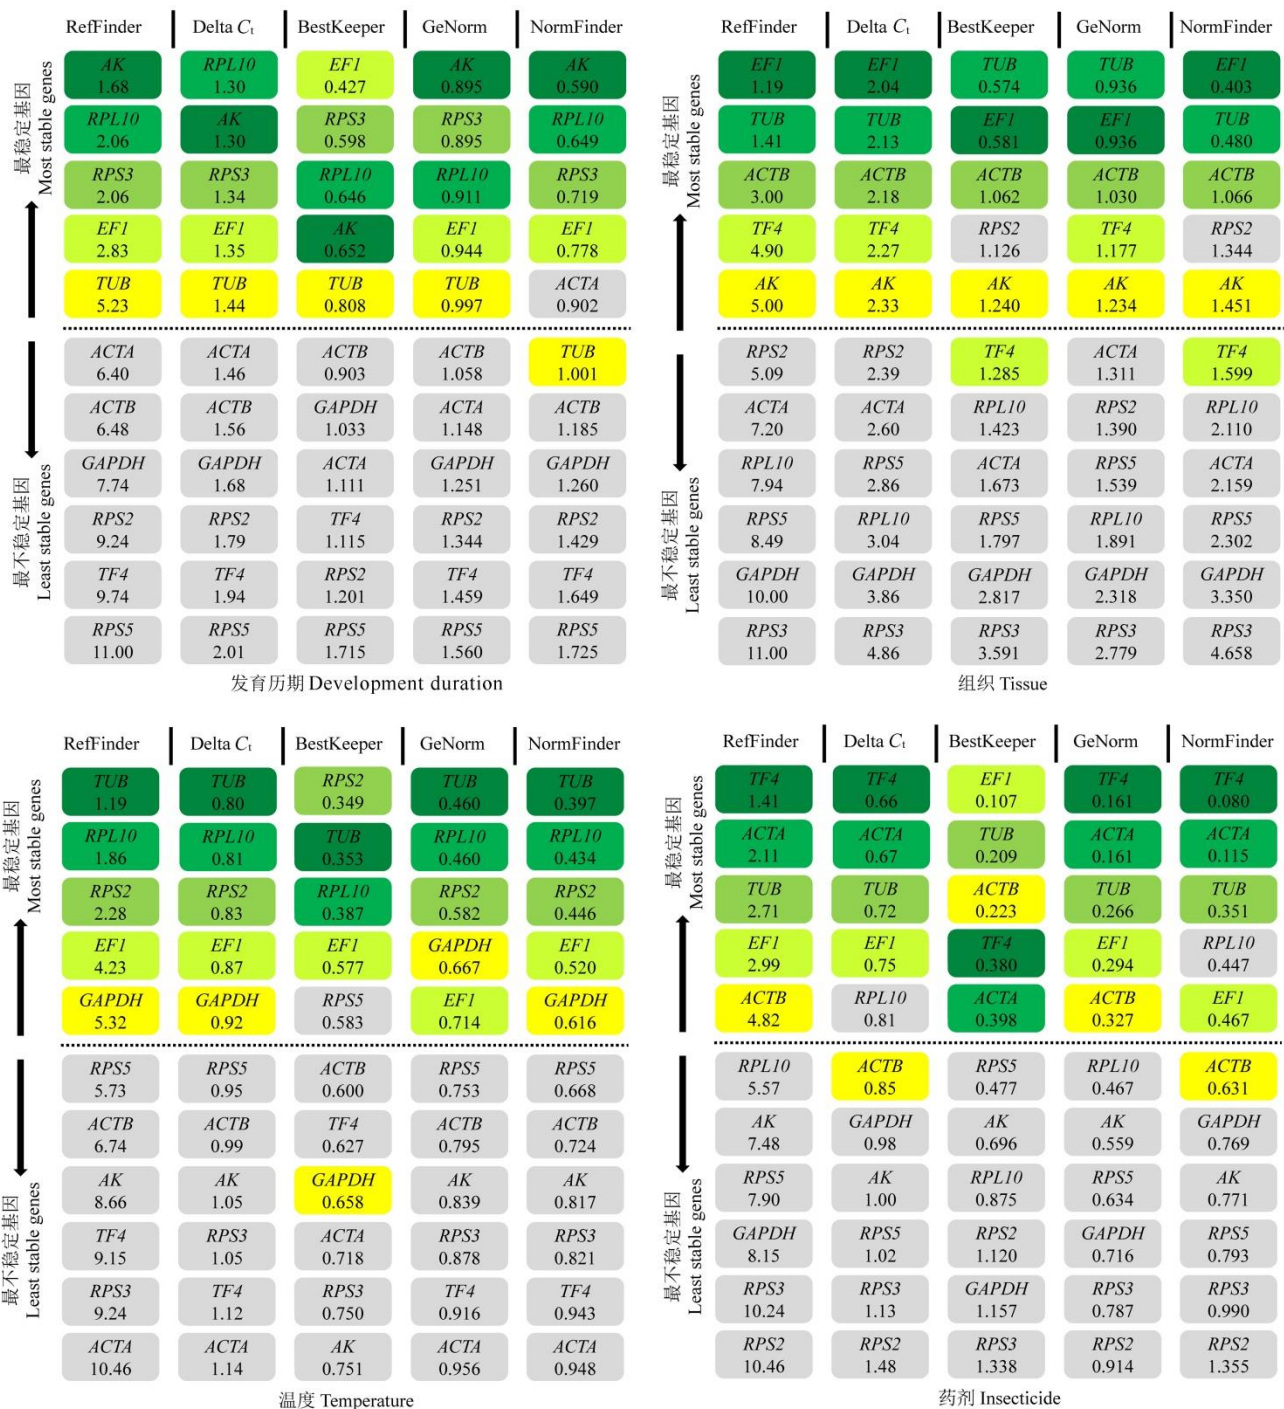 RefFinder Delta Ct BestKeeper GeNorm NormFinder
最稳定基因
Most stable genes
AK RPL10 EF1 AK AK
1.68 1.30 0.427 0.895 0.590
RPL10 AK RPS3 RPS3 RPL10
2.06 1.30 0.598 0.895 0.649
RPS3 RPS3 RPL10 RPL10 RPS3
2.06 1.34 0.646 0.911 0.719
EF1 EF1 AK EF1 EF1
2.83 1.35 0.652 0.944 0.778
TUB TUB TUB TUB ACTA
5.23 1.44 0.808 0.997 0.902
最不稳定基因
Least stable genes
ACTA ACTA ACTB ACTB TUB
6.40 1.46 0.903 1.058 1.001
ACTB ACTB GAPDH ACTA ACTB
6.48 1.56 1.033 1.148 1.185
GAPDH GAPDH ACTA GAPDH GAPDH
7.74 1.68 1.111 1.251 1.260
RPS2 RPS2 TF4 RPS2 RPS2
9.24 1.79 1.115 1.344 1.429
TF4 TF4 RPS2 TF4 TF4
9.74 1.94 1.201 1.459 1.649
RPS5 RPS5 RPS5 RPS5 RPS5
11.00 2.01 1.715 1.560 1.725
发育历期 Development duration
RefFinder Delta Ct BestKeeper GeNorm NormFinder
最稳定基因
Most stable genes
EF1 EF1 TUB TUB EF1
1.19 2.04 0.574 0.936 0.403
TUB TUB EF1 EF1 TUB
1.41 2.13 0.581 0.936 0.480
ACTB ACTB ACTB ACTB ACTB
3.00 2.18 1.062 1.030 1.066
TF4 TF4 RPS2 TF4 RPS2
4.90 2.27 1.126 1.177 1.344
AK AK AK AK AK
5.00 2.33 1.240 1.234 1.451
最不稳定基因
Least stable genes
RPS2 RPS2 TF4 ACTA TF4
5.09 2.39 1.285 1.311 1.599
ACTA ACTA RPL10 RPS2 RPL10
7.20 2.60 1.423 1.390 2.110
RPL10 RPS5 ACTA RPS5 ACTA
7.94 2.86 1.673 1.539 2.159
RPS5 RPL10 RPS5 RPL10 RPS5
8.49 3.04 1.797 1.891 2.302
GAPDH GAPDH GAPDH GAPDH GAPDH
10.00 3.86 2.817 2.318 3.350
RPS3 RPS3 RPS3 RPS3 RPS3
11.00 4.86 3.591 2.779 4.658
组织 Tissue
RefFinder Delta Ct BestKeeper GeNorm NormFinder
最稳定基因
Most stable genes
TUB TUB RPS2 TUB TUB
1.19 0.80 0.349 0.460 0.397
RPL10 RPL10 TUB RPL10 RPL10
1.86 0.81 0.353 0.460 0.434
RPS2 RPS2 RPL10 RPS2 RPS2
2.28 0.83 0.387 0.582 0.446
EF1 EF1 EF1 GAPDH EF1
4.23 0.87 0.577 0.667 0.520
GAPDH GAPDH RPS5 EF1 GAPDH
5.32 0.92 0.583 0.714 0.616
最不稳定基因
Least stable genes
RPS5 RPS5 ACTB RPS5 RPS5
5.73 0.95 0.600 0.753 0.668
ACTB ACTB TF4 ACTB ACTB
6.74 0.99 0.627 0.795 0.724
AK AK GAPDH AK AK
8.66 1.05 0.658 0.839 0.817
TF4 RPS3 ACTA RPS3 RPS3
9.15 1.05 0.718 0.878 0.821
RPS3 TF4 RPS3 TF4 TF4
9.24 1.12 0.750 0.916 0.943
ACTA ACTA AK ACTA ACTA
10.46 1.14 0.751 0.956 0.948
温度 Temperature
RefFinder Delta Ct BestKeeper GeNorm NormFinder
最稳定基因
Most stable genes
TF4 TF4 EF1 TF4 TF4
1.41 0.66 0.107 0.161 0.080
ACTA ACTA TUB ACTA ACTA
2.11 0.67 0.209 0.161 0.115
TUB TUB ACTB TUB TUB
2.71 0.72 0.223 0.266 0.351
EF1 EF1 TF4 EF1 RPL10
2.99 0.75 0.380 0.294 0.447
ACTB RPL10 ACTA ACTB EF1
4.82 0.81 0.398 0.327 0.467
最不稳定基因
Least stable genes
RPL10 ACTB RPS5 RPL10 ACTB
5.57 0.85 0.477 0.467 0.631
AK GAPDH AK AK GAPDH
7.48 0.98 0.696 0.559 0.769
RPS5 AK RPL10 RPS5 AK
7.90 1.00 0.875 0.634 0.771
GAPDH RPS5 RPS2 GAPDH RPS5
8.15 1.02 1.120 0.716 0.793
RPS3 RPS3 GAPDH RPS3 RPS3
10.24 1.13 1.157 0.787 0.990
RPS2 RPS2 RPS3 RPS2 RPS2
10.46 1.48 1.338 0.914 1.355
药剂 Insecticide